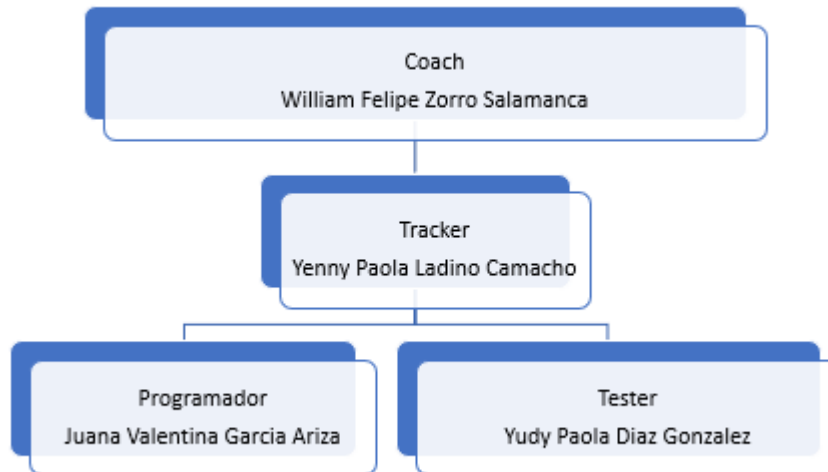 Coach
William Felipe Zorro Salamanca
Tracker
Yenny Paola Ladino Camacho
Programador
Juana Valentina Garcia Ariza
Tester
Yudy Paola Diaz Gonzalez